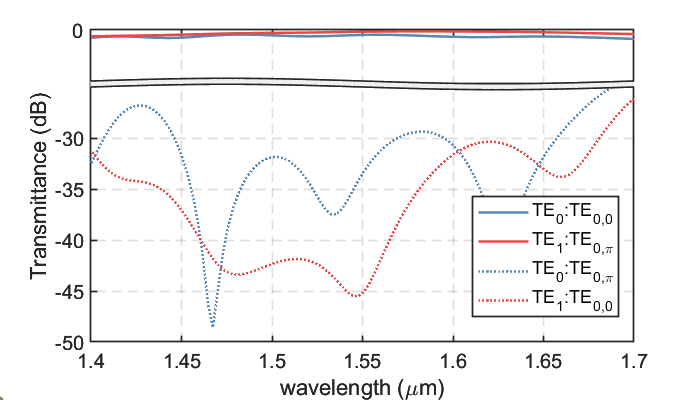 0
-30
-35
-40
-45
-50
Transmittance (dB)
1.4 1.45 1.5 1.55 1.6 1.65 1.7
wavelength (μm)
TE0:TE0,0
TE1:TE0,π
TE0:TE0,π
TE1:TE0,0